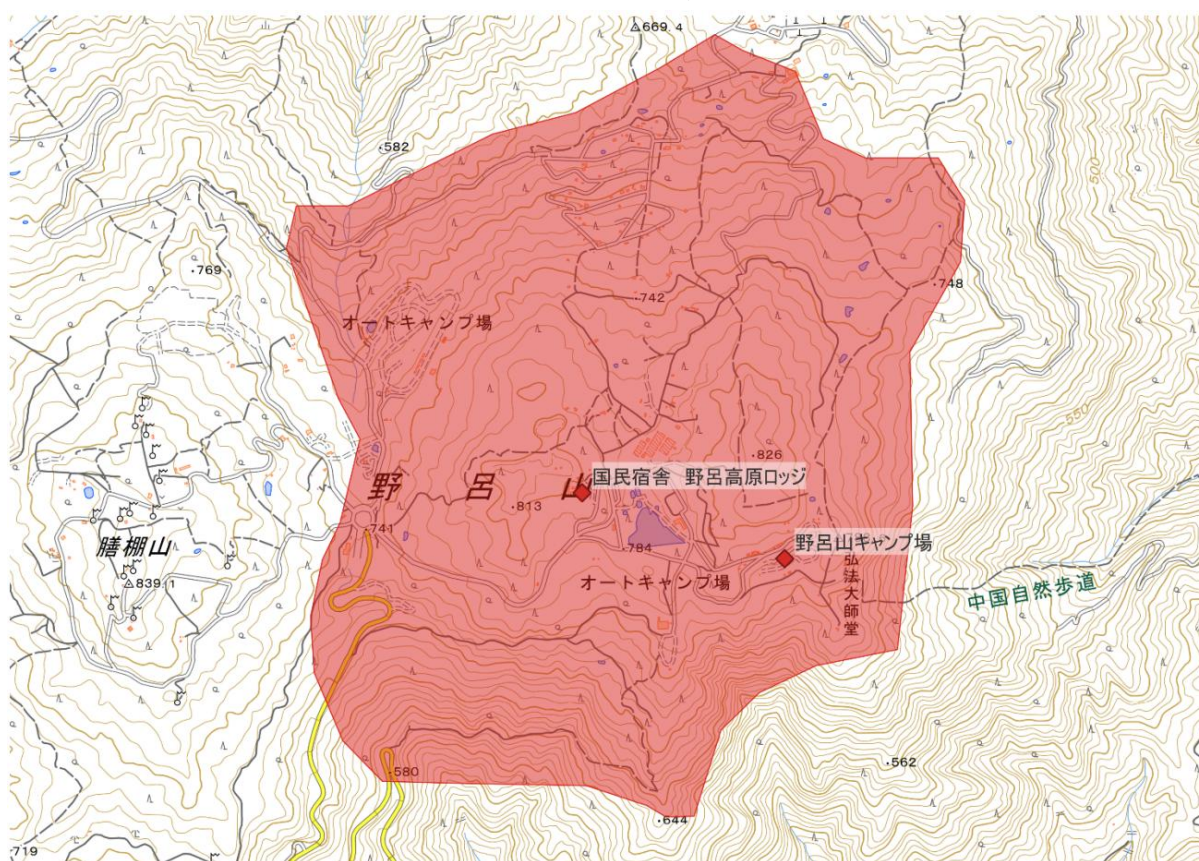 669.4
582
500
769
748
742
オートキャンプ場
550
826
国民宿舎 野呂高原ロッジ
野呂山
813
741
膳棚山
784
野呂山キャンプ場
839.1
オートキャンプ場
弘法大師堂
中国自然歩道
562
580
644
719